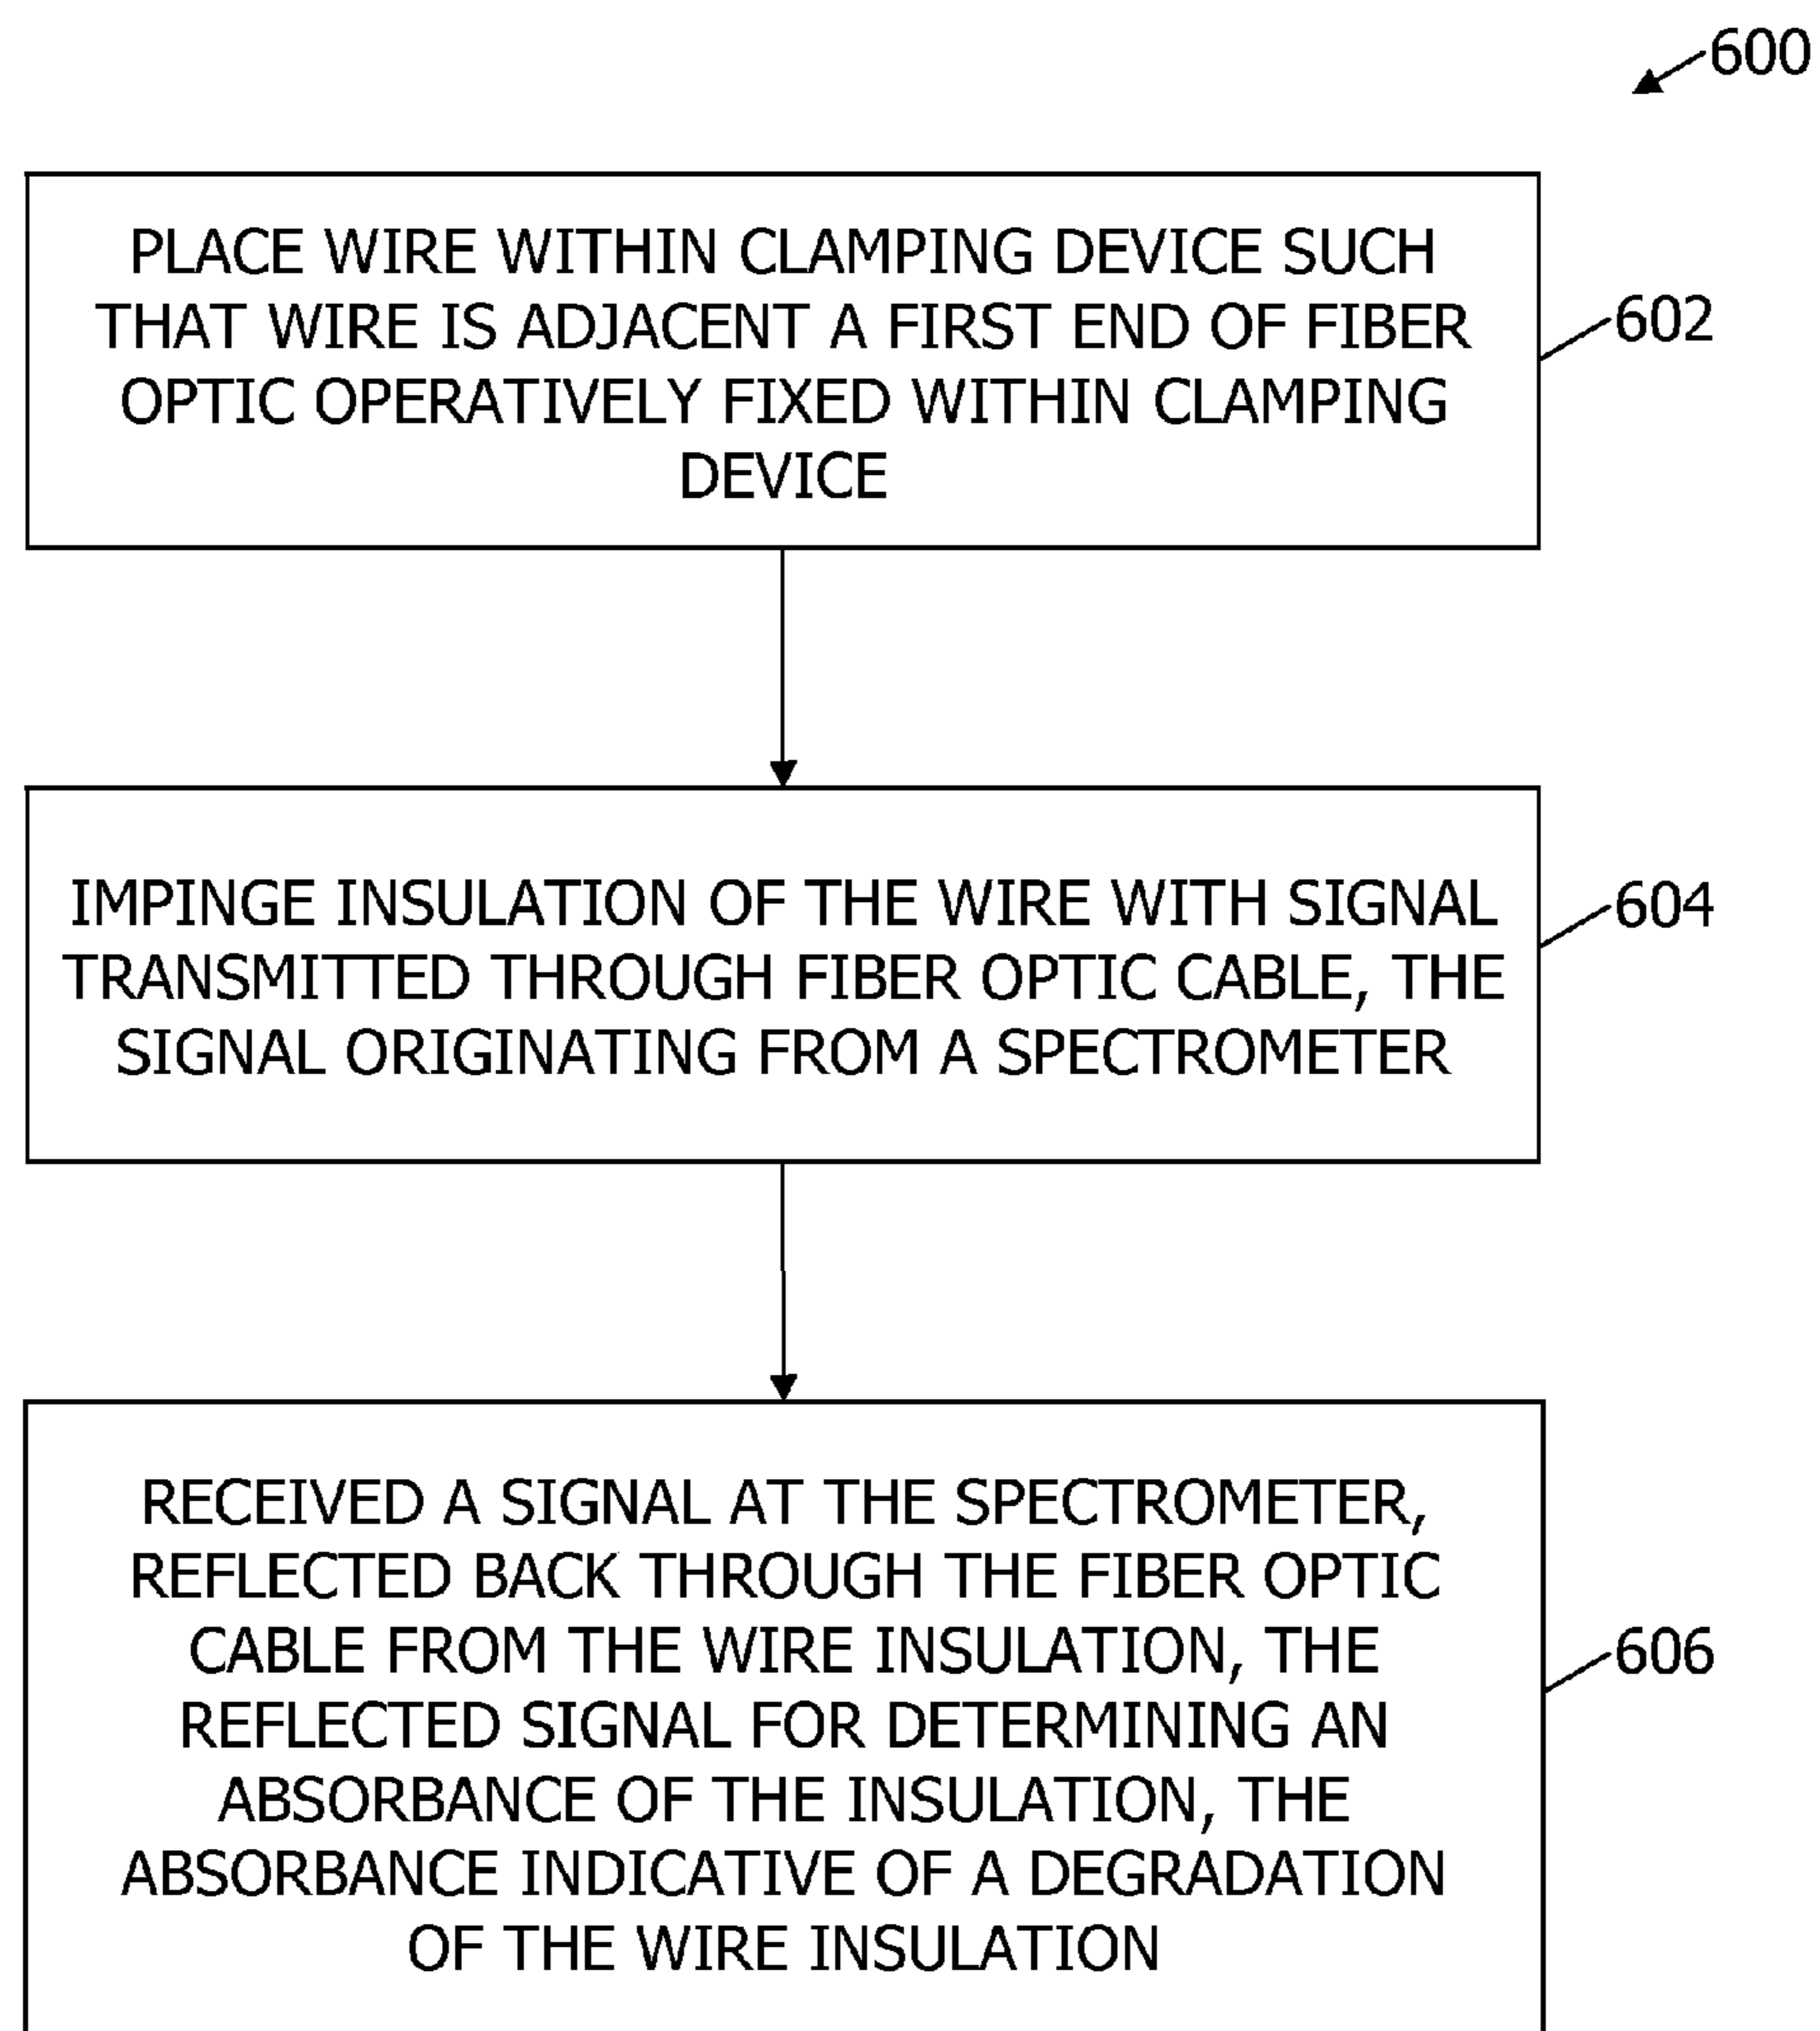 600
PLACE WIRE WITHIN CLAMPING DEVICE SUCH
THAT WIRE IS ADJACENT A FIRST END OF FIBER
OPTIC OPERATIVELY FIXED WITHIN CLAMPING
DEVICE
602
IMPINGE INSULATION OF THE WIRE WITH SIGNAL
TRANSMITTED THROUGH FIBER OPTIC CABLE, THE
SIGNAL ORIGINATING FROM A SPECTROMETER
604
RECEIVED A SIGNAL AT THE SPECTROMETER,
REFLECTED BACK THROUGH THE FIBER OPTIC
CABLE FROM THE WIRE INSULATION, THE
REFLECTED SIGNAL FOR DETERMINING AN
ABSORBANCE OF THE INSULATION, THE
ABSORBANCE INDICATIVE OF A DEGRADATION
OF THE WIRE INSULATION
606